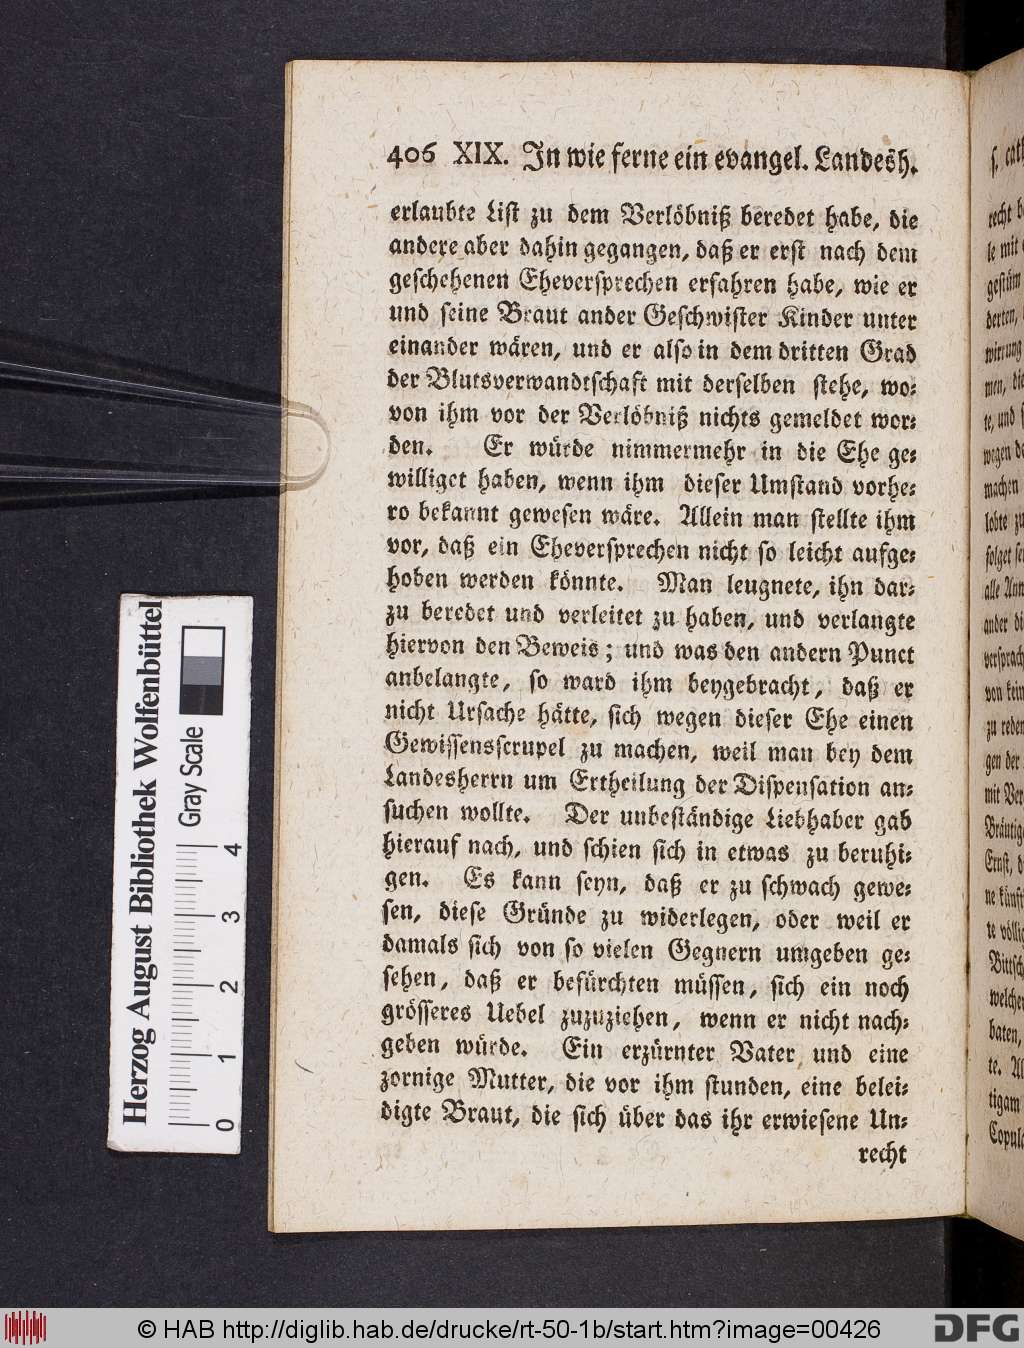 406 XIX. In wie ferne ein evangel. Landesh.
erlaubte List zu dem Verlöbniß beredet habe, die
andere aber dahin gegangen, daß er erst nach dem
geschehenen Eheversprechen erfahren habe, wie er
und seine Braut ander Geschwister Kinder unter
einander wären, und er also in dem dritten Grad
der Blutsverwandtschaft mit derselben stehe, wo-
von ihm vor der Verlöbniß nichts gemeldet wor-
den. Er würde nimmermehr in die Ehe ge-
williget haben, wenn ihm dieser Umstand vorhe-
ro bekannt gewesen wäre. Allein man stellte ihm
vor, daß ein Eheversprechen nicht so leicht aufge-
hoben werden könnte. Man leugnete, ihn dar-
zu beredet und verleitet zu haben, und verlangte
hiervon den Beweis; und was den andern Punct
anbelangte, so ward ihm beygebracht, daß er
nicht Ursache hätte, sich wegen dieser Ehe einen
Gewissensscrupel zu machen, weil man bey dem
Landesherrn um Ertheilung der Dispensation an-
suchen wollte. Der unbeständige Liebhaber gab
hierauf nach, und schien sich in etwas zu beruhi-
gen. Es kann seyn, daß er zu schwach gewe-
sen, diese Gründe zu widerlegen, oder weil er
damals sich von so vielen Gegnern umgeben ge-
sehen, daß er befürchten müssen, sich ein noch
grösseres Uebel zuzuziehen, wenn er nicht nach-
geben würde. Ein erzürnter Vater und eine
zornige Mutter, die vor ihm stunden, eine belei-
digte Braut, die sich über das ihr erwiesene Un-
recht
Herzog August Bibliothek Wolfenbüttel
Gray Scale
0 1 2 3 4
© HAB http://diglib.hab.de/drucke/rt-50-1b/start.htm?image=00426
DFG